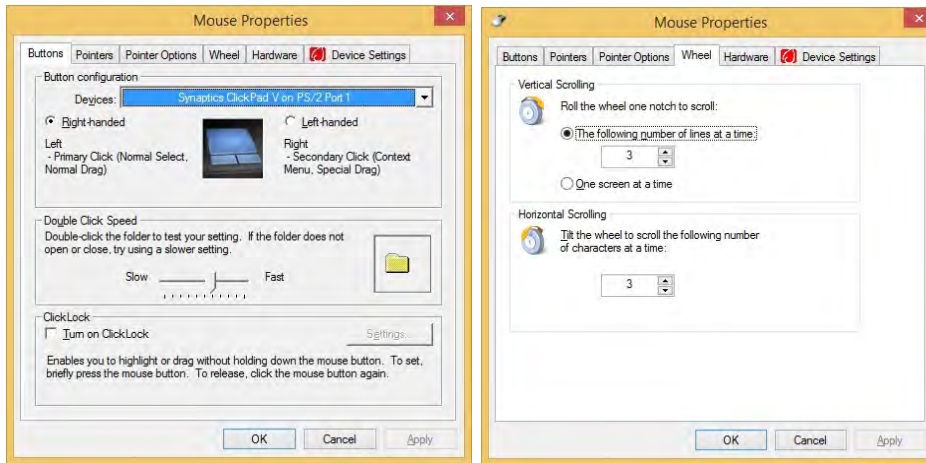 Mouse Properties
Buttons Pointers Pointer Options Wheel Hardware Device Settings
Button configuration
Devices: Synaptics ClickPad V on PS/2 Port 1
Right-handed Left-handed
Left
- Primary Click (Normal Select,
Normal Drag)
Right
- Secondary Click (Context
Menu, Special Drag)
Double Click Speed
Double-click the folder to test your setting. If the folder does not
open or close, try using a slower setting.
Slow Fast
ClickLock
Turn on ClickLock Settings...
Enables you to highlight or drag without holding down the mouse button. To set,
briefly press the mouse button. To release, click the mouse button again.
OK Cancel Apply
Mouse Properties
Buttons Pointers Pointer Options Wheel Hardware Device Settings
Vertical Scrolling
Roll the wheel one notch to scroll:
The following number of lines at a time:
3
One screen at a time
Horizontal Scrolling
Tilt the wheel to scroll the following number
of characters at a time:
3
OK Cancel Apply